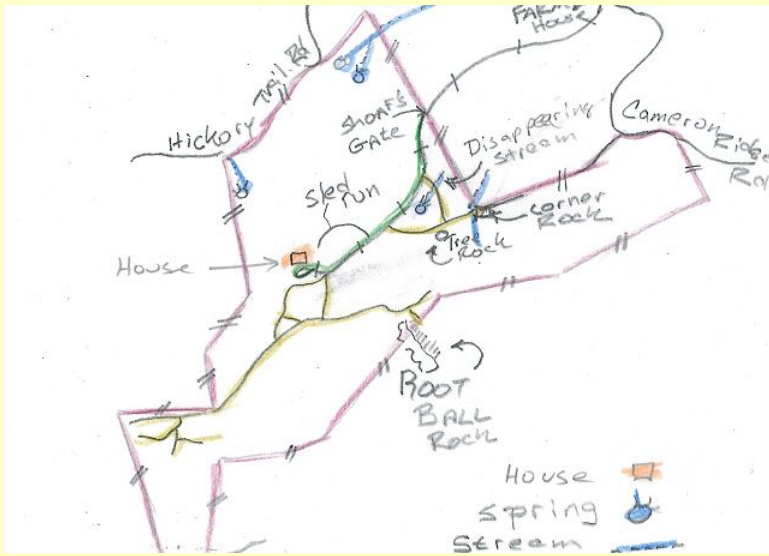 FARM
House
Trail Rd
Hickory
SHOAF'S
GATE
Disappearing
Stream
Cameron
Ridge
Rd
Sled
run
Corner
Rock
Tree
Rock
House
ROOT
BALL
Rock
House
spring
Stream